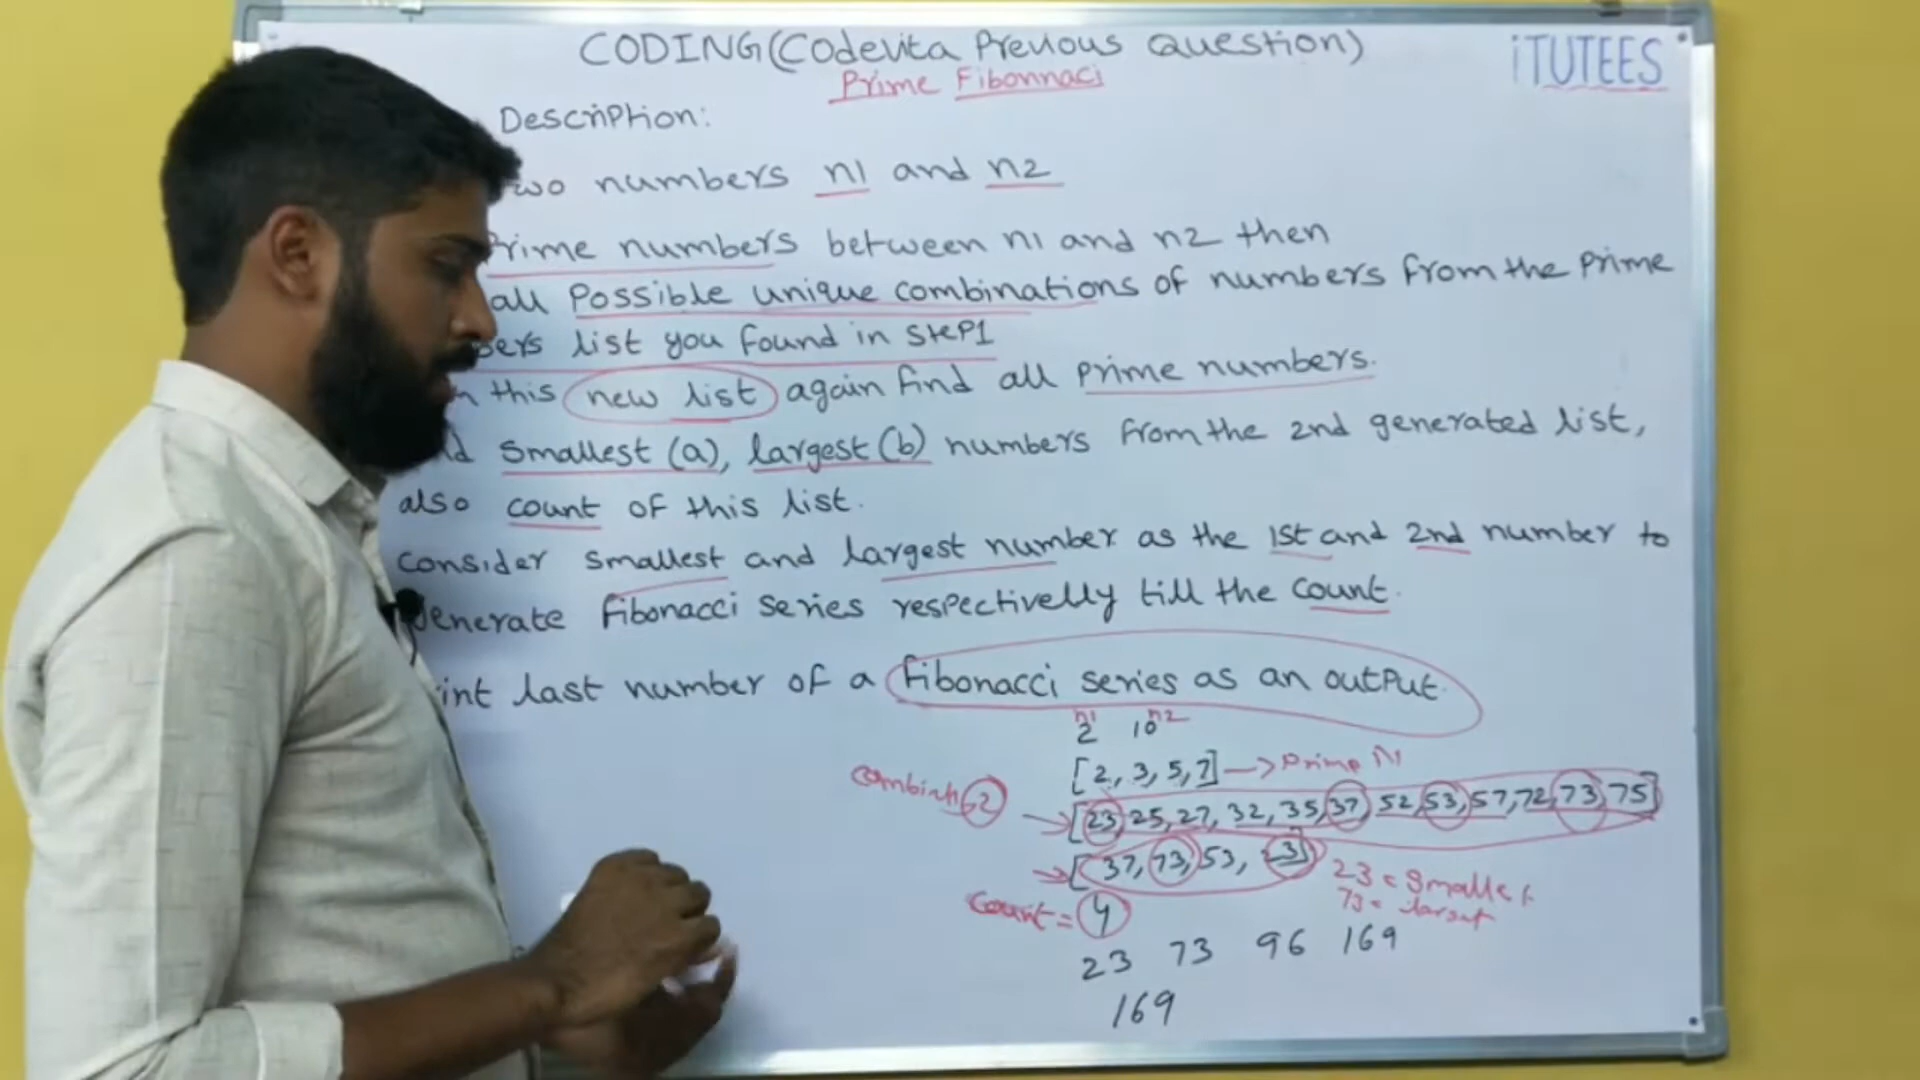 CODING(Codevita Previous Question)
iTUTEES
Prime Fibonnaci
Description:
wo numbers n1 and n2
rime numbers between n1 and n2 then
all Possible unique combinations of numbers from the prime
bers list you found in step1
this new list again find all prime numbers.
d smallest (a), largest (b) numbers from the 2nd generated list,
also count of this list.
consider smallest and largest number as the 1st and 2nd number to
enerate fibonacci series respectivelly till the count.
int last number of a fibonacci series as an output.
n1 n2
2 10
[2, 3, 5, 7] → Prime N
2
[23, 25, 27, 32, 35, 37, 52, 53, 57, 72, 73, 75]
[37, 73, 53, 23]
23 = Smallest
73 = 
count = 4
23 73 96 169
169